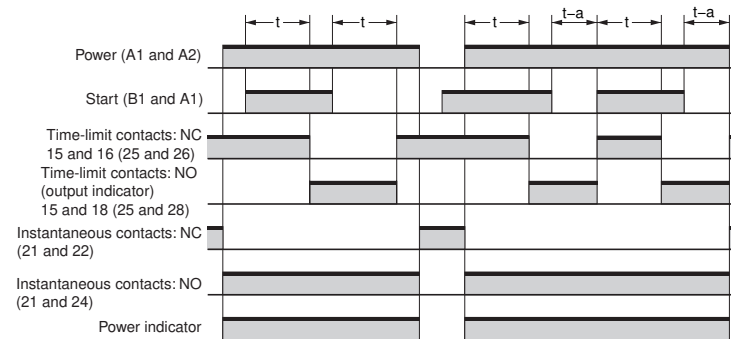 t t t t–a t t–a
Power (A1 and A2)
Start (B1 and A1)
Time-limit contacts: NC
15 and 16 (25 and 26)
Time-limit contacts: NO
(output indicator)
15 and 18 (25 and 28)
Instantaneous contacts: NC
(21 and 22)
Instantaneous contacts: NO
(21 and 24)
Power indicator